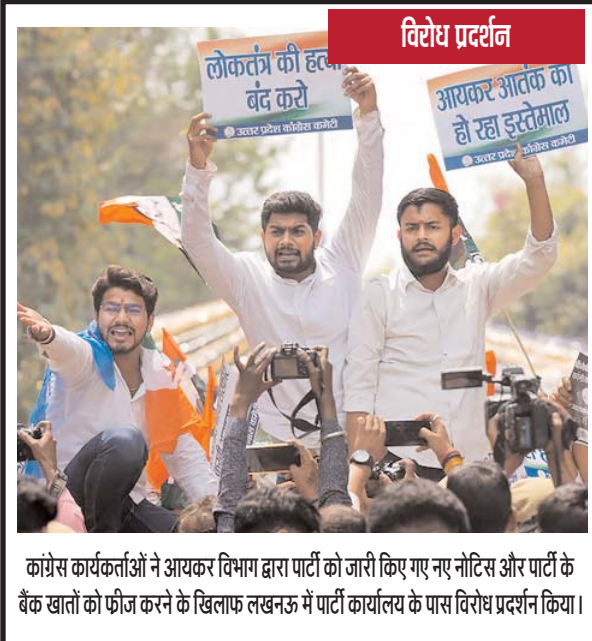 विरोध प्रदर्शन
लोकतंत्र की हत्या
बंद करो
उत्तर प्रदेश कांग्रेस कमेटी
आयकर आतंक का
हो रहा इस्तेमाल
उत्तर प्रदेश कांग्रेस कमेटी
कांग्रेस कार्यकर्ताओं ने आयकर विभाग द्वारा पार्टी को जारी किए गए नए नोटिस और पार्टी के
बैंक खातों को फ्रीज करने के खिलाफ लखनऊ में पार्टी कार्यालय के पास विरोध प्रदर्शन किया।